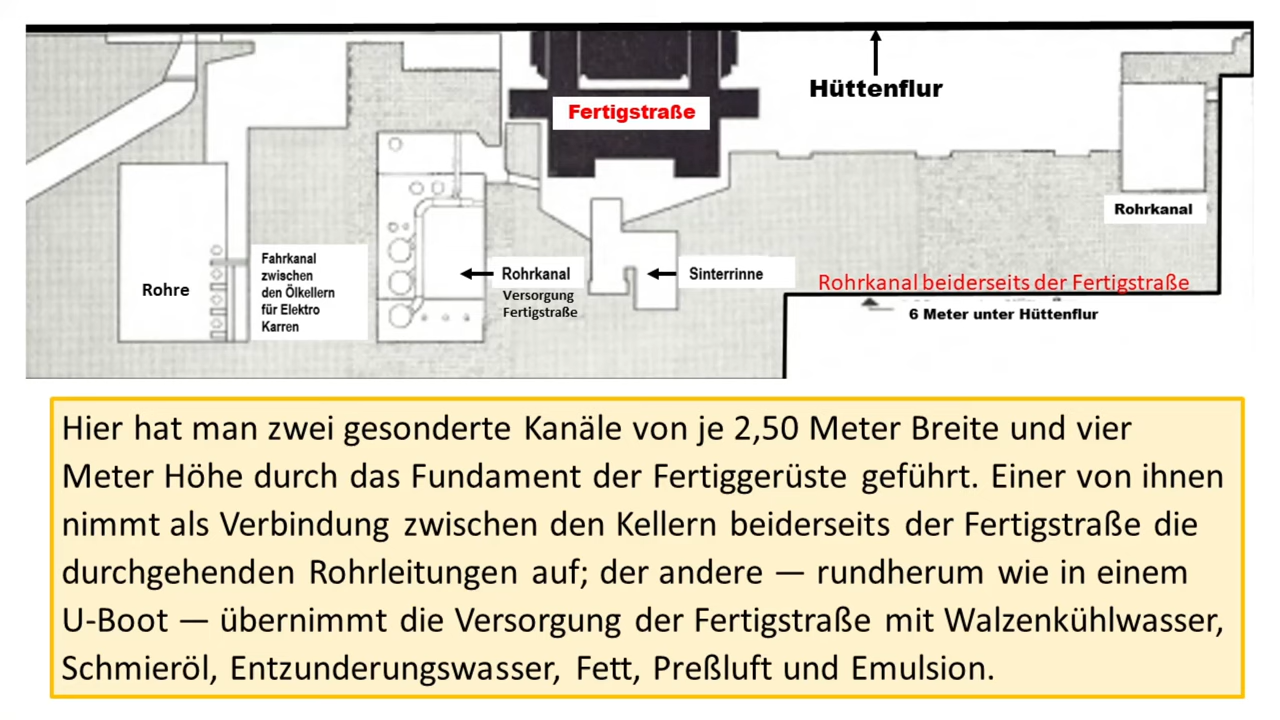 Hüttenflur
Fertigstraße
Rohrkanal
Rohre
Fahrkanal
zwischen
den Ölkellern
für Elektro
Karren
Rohrkanal
Versorgung
Fertigstraße
Sinterrinne
Rohrkanal beiderseits der Fertigstraße
6 Meter unter Hüttenflur
Hier hat man zwei gesonderte Kanäle von je 2,50 Meter Breite und vier
Meter Höhe durch das Fundament der Fertiggerüste geführt. Einer von ihnen
nimmt als Verbindung zwischen den Kellern beiderseits der Fertigstraße die
durchgehenden Rohrleitungen auf; der andere — rundherum wie in einem
U-Boot — übernimmt die Versorgung der Fertigstraße mit Walzenkühlwasser,
Schmieröl, Entzunderungswasser, Fett, Preßluft und Emulsion.